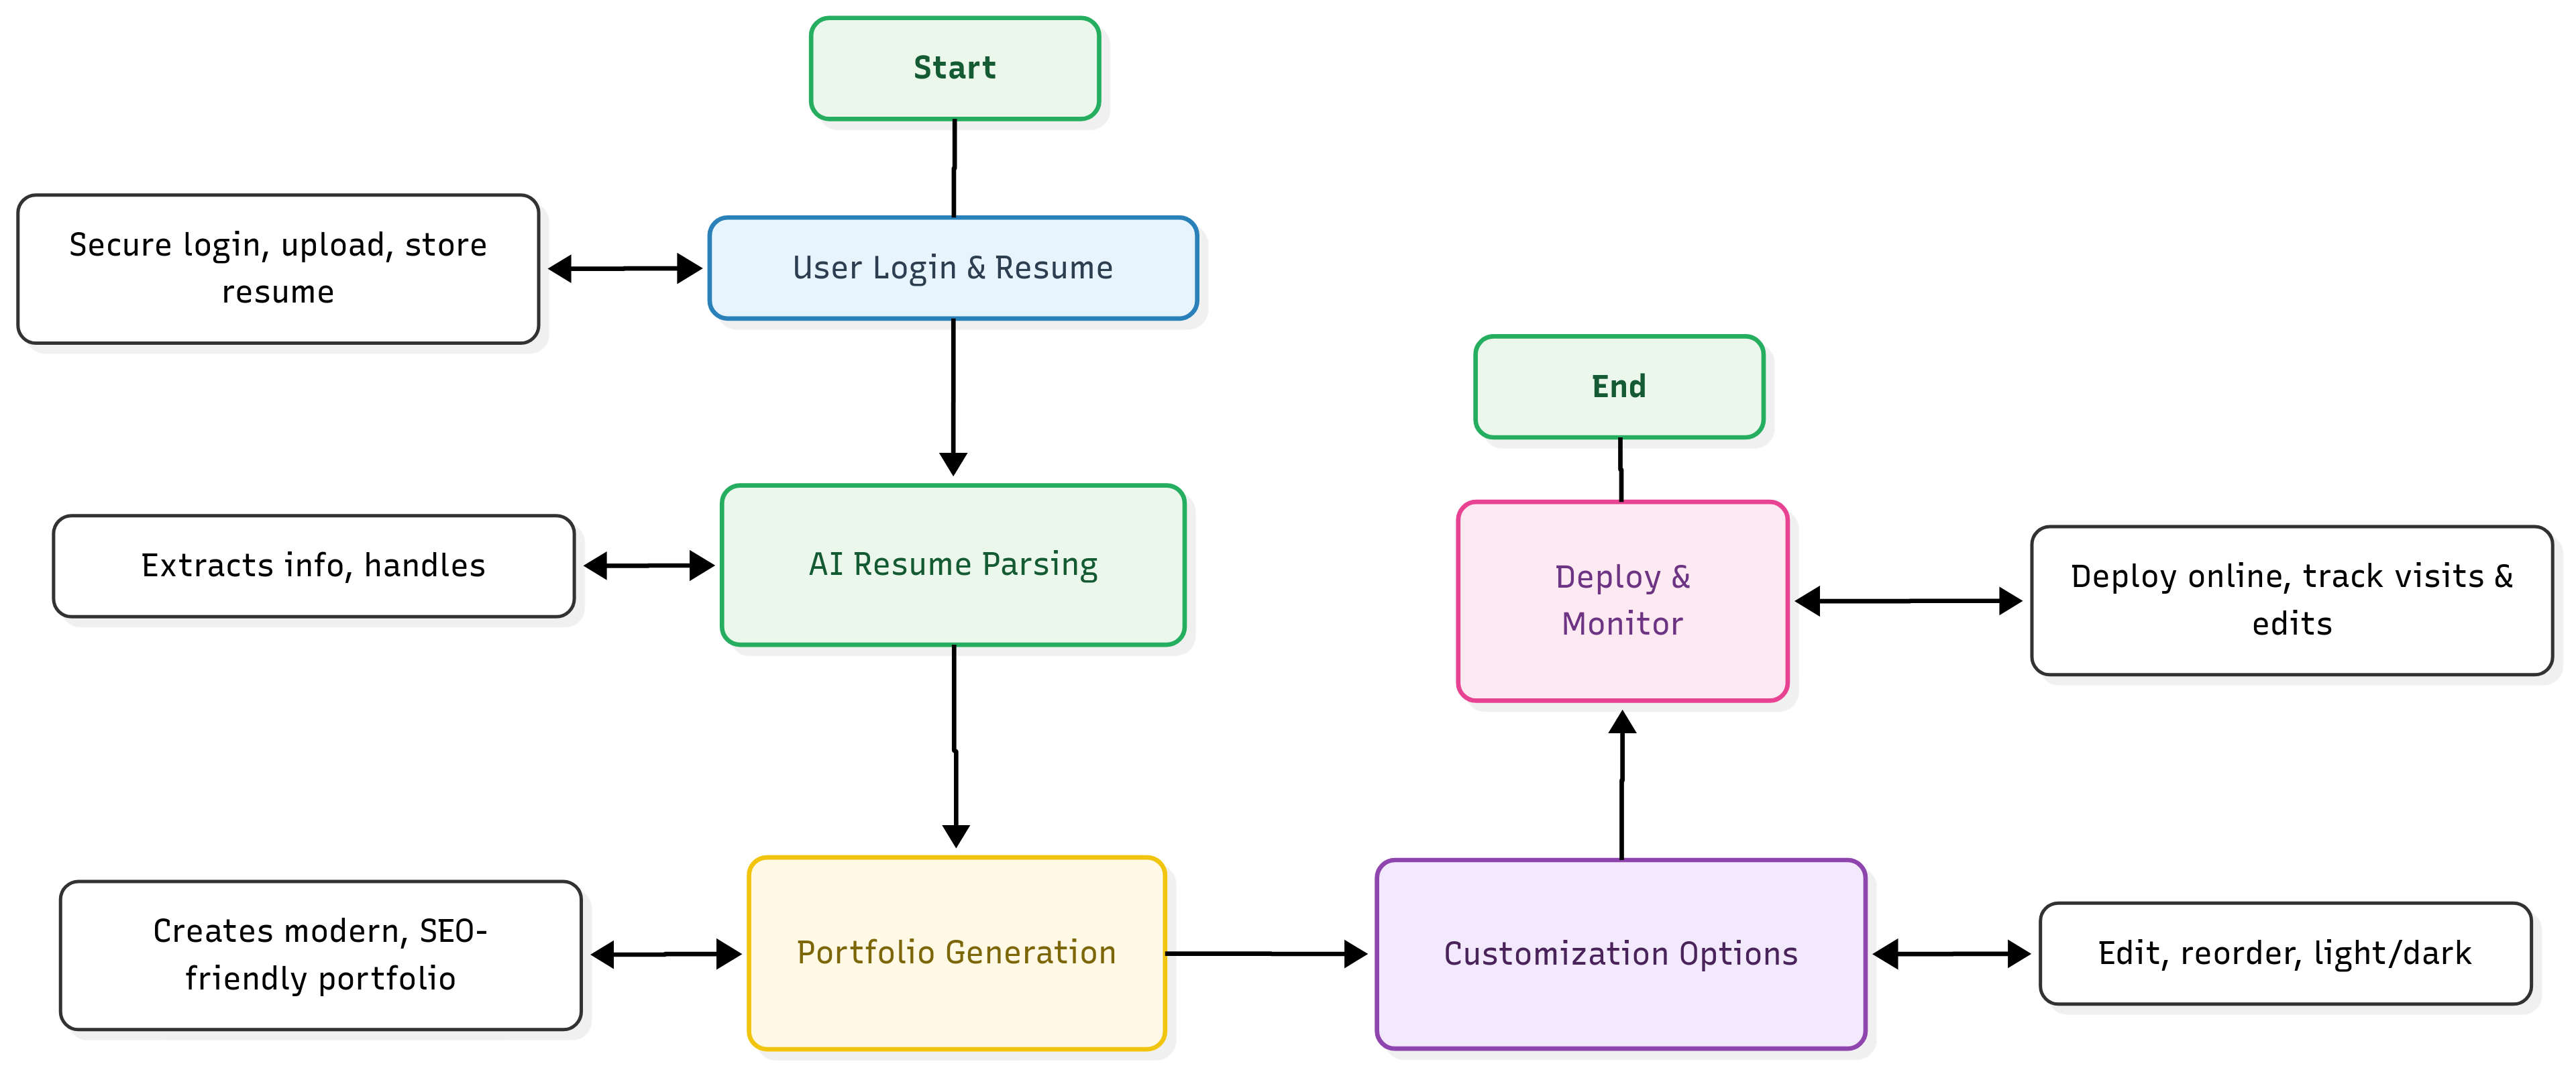 Start
Secure login, upload, store
resume
User Login & Resume
End
Extracts info, handles
AI Resume Parsing
Deploy &
Monitor
Deploy online, track visits &
edits
Creates modern, SEO-
friendly portfolio
Portfolio Generation
Customization Options
Edit, reorder, light/dark